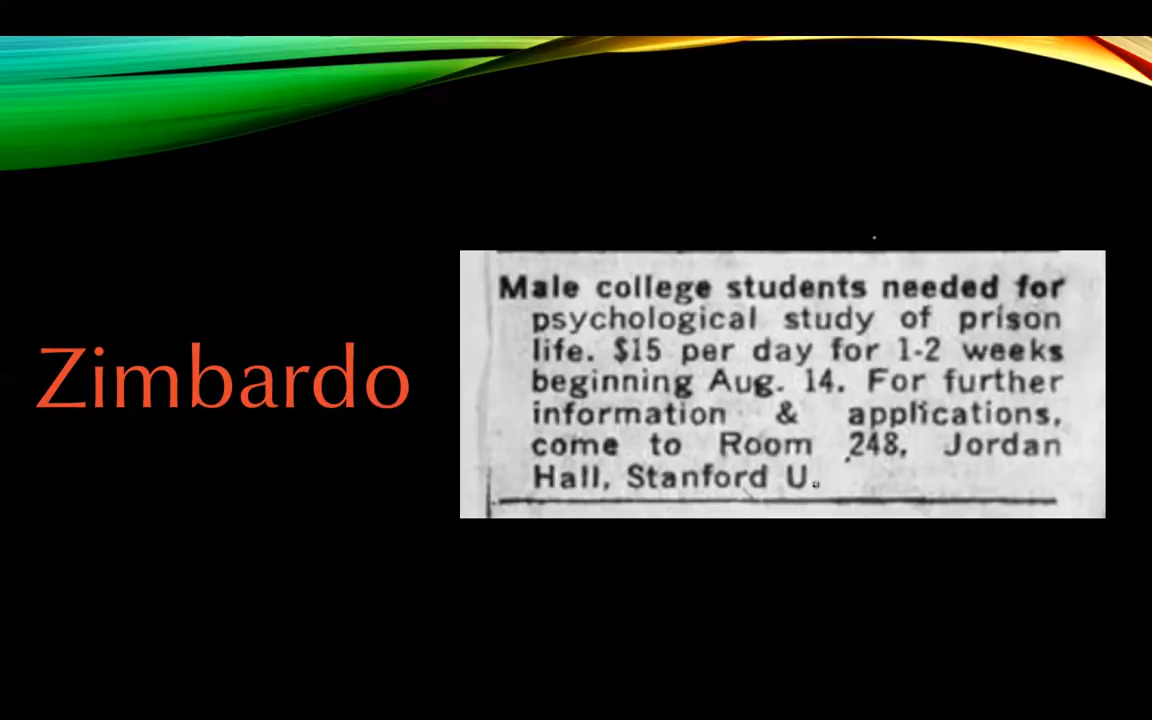 Zimbardo
Male college students needed for
psychological study of prison
life. $15 per day for 1-2 weeks
beginning Aug. 14. For further
information & applications,
come to Room 248, Jordan
Hall, Stanford U.